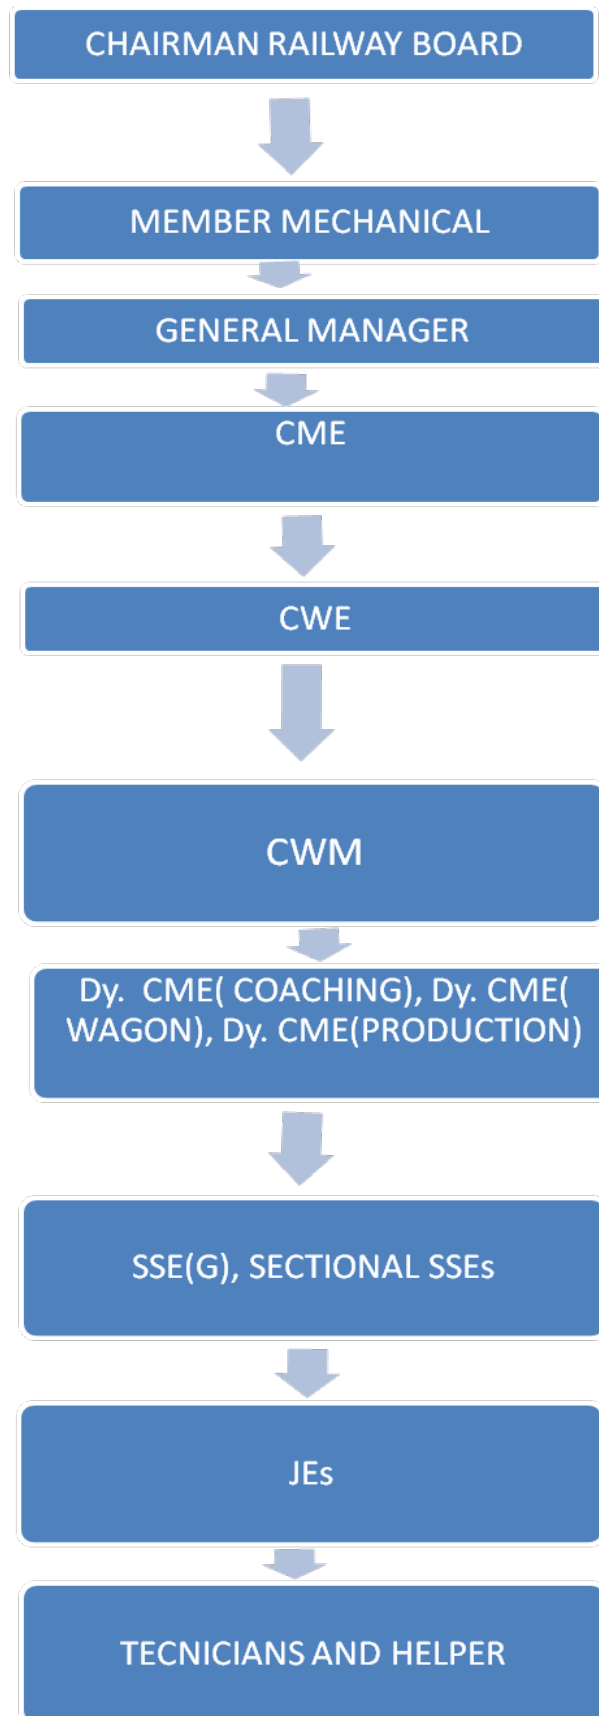 CHAIRMAN RAILWAY BOARD
MEMBER MECHANICAL
GENERAL MANAGER
CME
CWE
CWM
Dy. CME( COACHING), Dy. CME(
WAGON), Dy. CME(PRODUCTION)
SSE(G), SECTIONAL SSEs
JEs
TECNICIANS AND HELPER